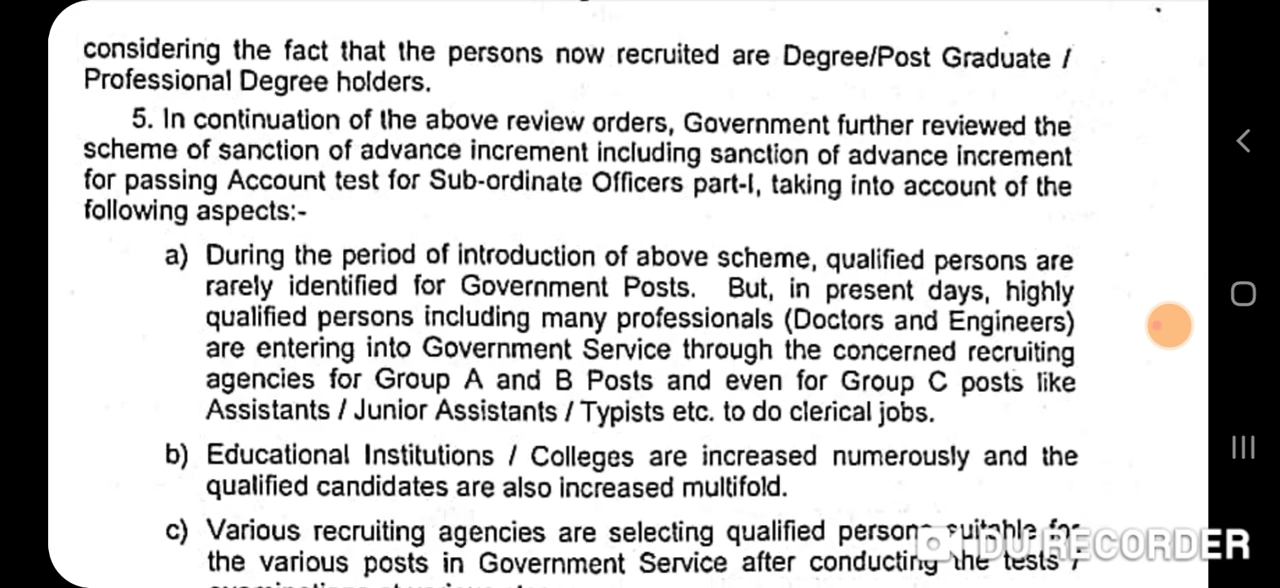 considering the fact that the persons now recruited are Degree/Post Graduate /
Professional Degree holders.
5. In continuation of the above review orders, Government further reviewed the
scheme of sanction of advance increment including sanction of advance increment
for passing Account test for Sub-ordinate Officers part-I, taking into account of the
following aspects:-
a) During the period of introduction of above scheme, qualified persons are
rarely identified for Government Posts. But, in present days, highly
qualified persons including many professionals (Doctors and Engineers)
are entering into Government Service through the concerned recruiting
agencies for Group A and B Posts and even for Group C posts like
Assistants / Junior Assistants / Typists etc. to do clerical jobs.
b) Educational Institutions / Colleges are increased numerously and the
qualified candidates are also increased multifold.
c) Various recruiting agencies are selecting qualified persons suitable for
the various posts in Government Service after conducting the tests /
DU RECORDER